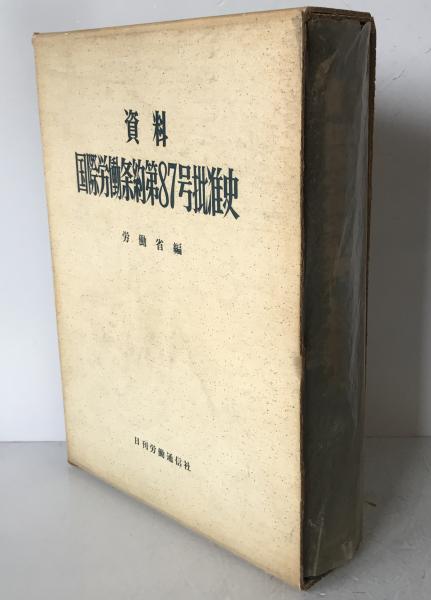 資料
国際労働条約第87号批准史
労働省編
日刊労働通信社